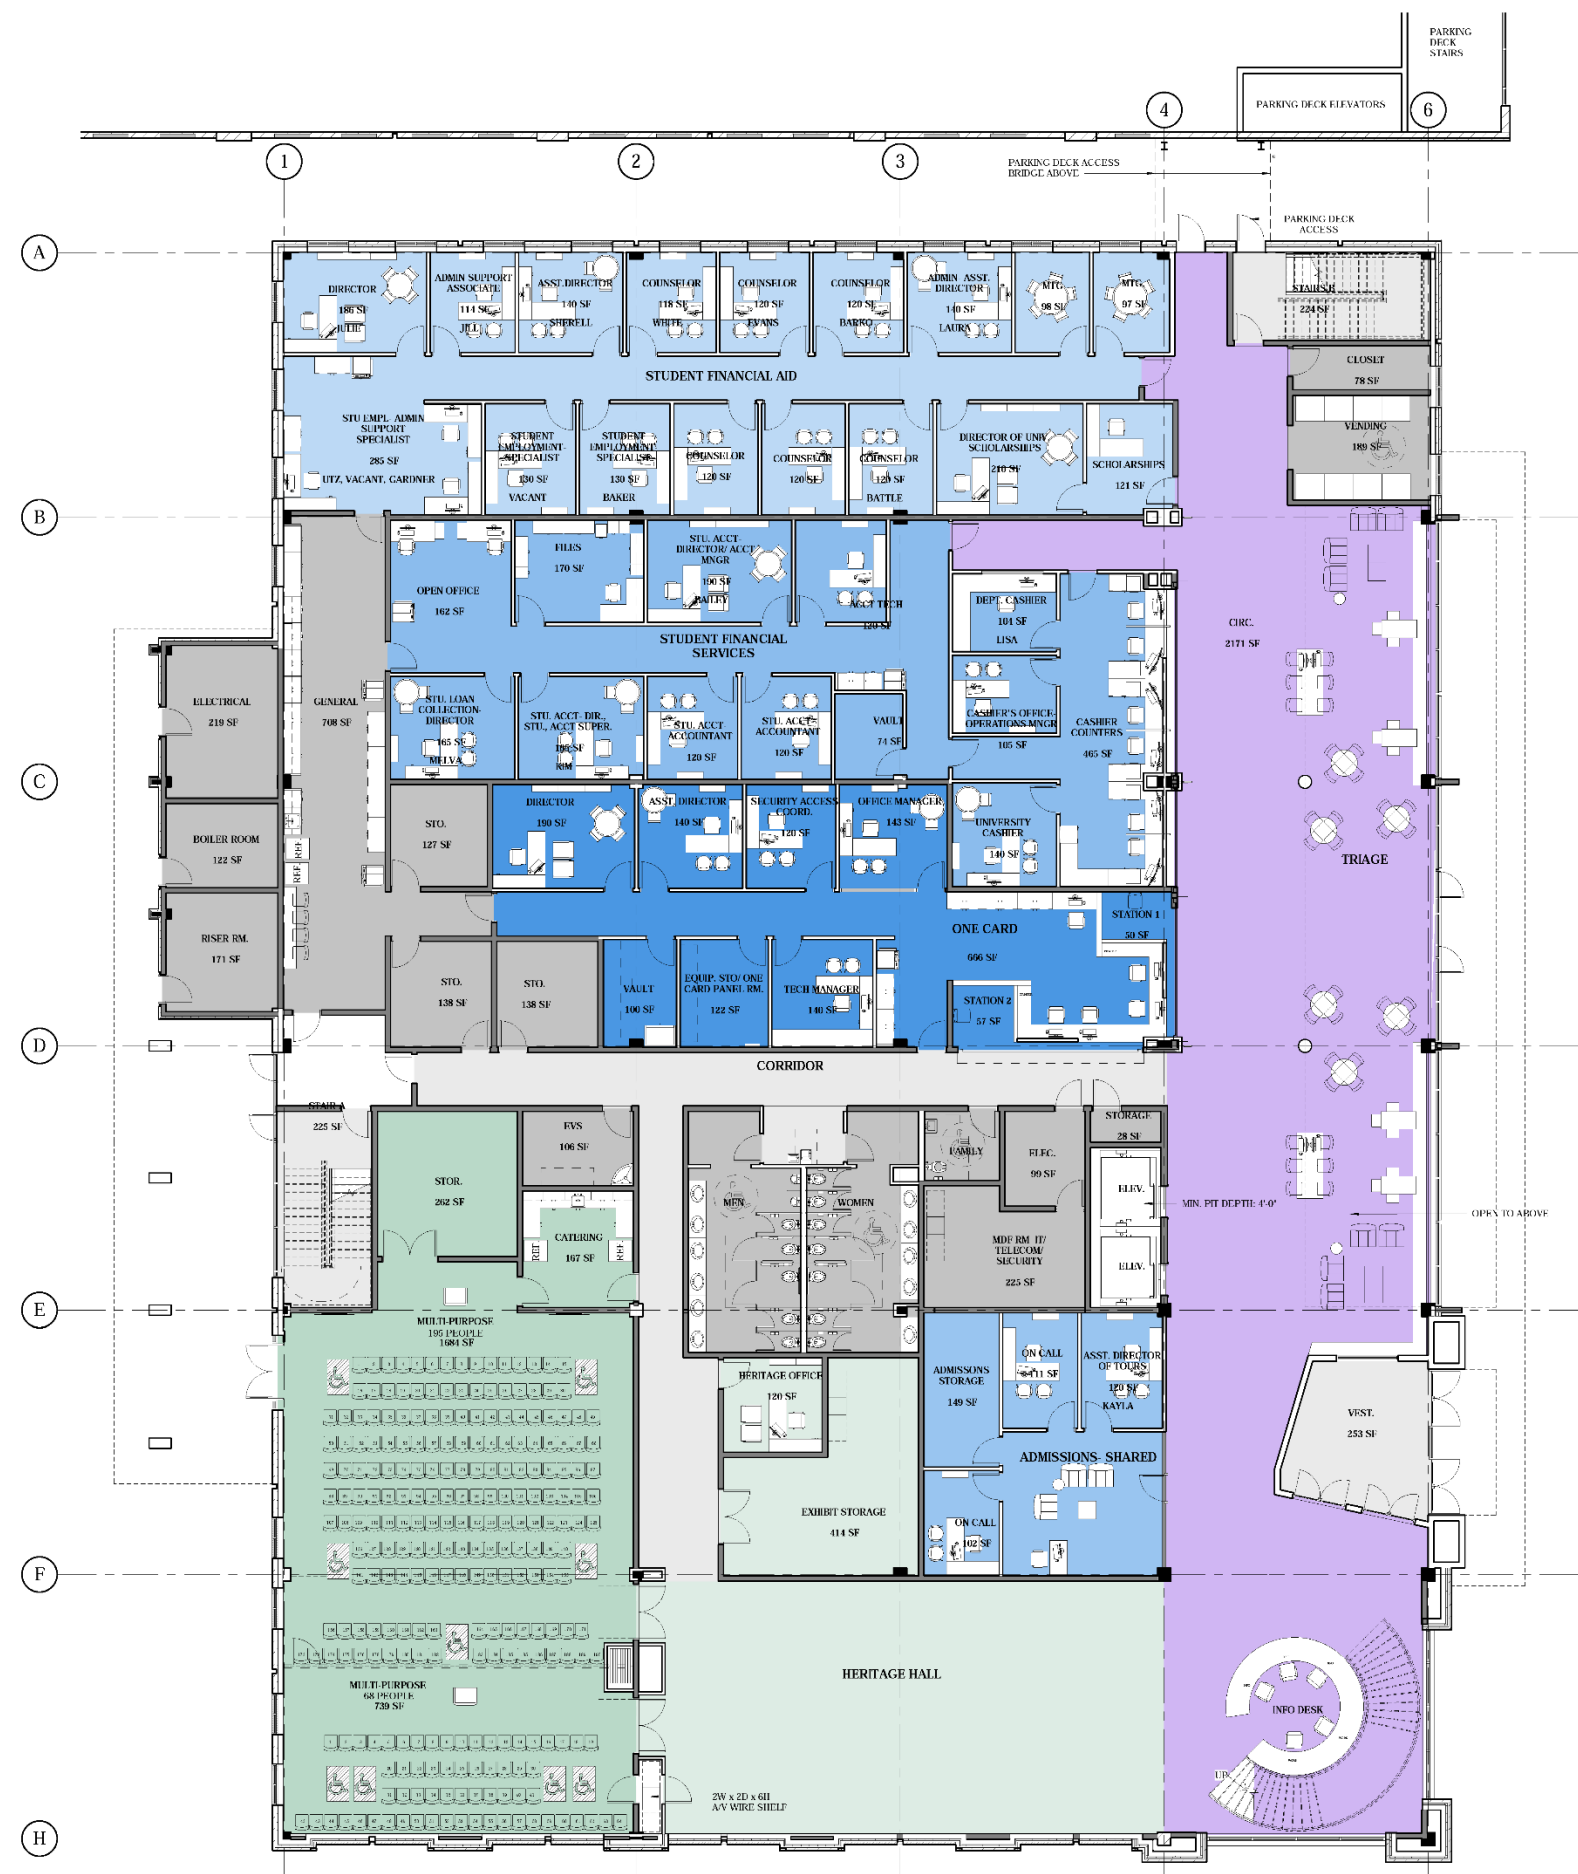 PARKING
DECK
STAIRS
PARKING DECK ELEVATORS
4
6
1
2
3
PARKING DECK ACCESS
BRIDGE ABOVE
PARKING DECK
ACCESS
A
DIRECTOR
186 SF
JULIE
ADMIN SUPPORT
ASSOCIATE
114 SF
JILL
ASST.DIRECTOR
140 SF
SHERELL
COUNSELOR
118 SF
WHITE
COUNSELOR
120 SF
EVANS
COUNSELOR
120 SF
BARKO
ADMIN- ASST.
DIRECTOR
140 SF
LAURA
MTG
98 SF
MTG.
97 SF
STAIRS B
224 SF
CLOSET
78 SF
STUDENT FINANCIAL AID
STU EMPL- ADMIN
SUPPORT
SPECIALIST
285 SF
UTZ, VACANT, GARDNER
STUDENT
EMPLOYMENT-
SPECIALIST
130 SF
VACANT
STUDENT
EMPLOYMENT-
SPECIALIST
130 SF
BAKER
COUNSELOR
120 SF
COUNSELOR
120 SF
COUNSELOR
120 SF
BATTLE
DIRECTOR OF UNIV.
SCHOLARSHIPS
210 SF
SCHOLARSHIPS
121 SF
VENDING
189 SF
B
OPEN OFFICE
162 SF
FILES
170 SF
STU. ACCT-
DIRECTOR/ ACCT
MNGR
190 SF
BAILEY
ACCT TECH
120 SF
STUDENT FINANCIAL
SERVICES
DEPT. CASHIER
104 SF
LISA
CIRC.
2171 SF
ELECTRICAL
219 SF
GENERAL
708 SF
STU. LOAN
COLLECTION-
DIRECTOR
165 SF
MELVA
STU. ACCT- DIR.,
STU., ACCT SUPER.
165 SF
KIM
STU. ACCT-
ACCOUNTANT
120 SF
STU. ACCT-
ACCOUNTANT
120 SF
VAULT
74 SF
CASHIER'S OFFICE-
OPERATIONS MNGR
105 SF
CASHIER
COUNTERS
465 SF
C
BOILER ROOM
122 SF
REF.
REF.
STO.
127 SF
DIRECTOR
190 SF
ASST. DIRECTOR
140 SF
SECURITY ACCESS
COORD.
120 SF
OFFICE MANAGER
143 SF
UNIVERSITY
CASHIER
140 SF
TRIAGE
RISER RM.
171 SF
STO.
138 SF
STO.
138 SF
VAULT
100 SF
EQUIP. STO/ ONE
CARD PANEL RM.
122 SF
TECH MANAGER
140 SF
ONE CARD
666 SF
STATION 1
50 SF
STATION 2
57 SF
D
CORRIDOR
STAIR A
225 SF
STOR.
262 SF
EVS
106 SF
CATERING
167 SF
REF.
REF.
MEN
WOMEN
FAMILY
ELEC.
99 SF
STORAGE
28 SF
ELEV.
ELEV.
MIN. PIT DEPTH: 4'-0"
OPEN TO ABOVE
MDF RM IT/
TELECOM/
SECURITY
225 SF
E
MULTI-PURPOSE
195 PEOPLE
1684 SF
HERITAGE OFFICE
120 SF
ADMISSONS
STORAGE
149 SF
ON CALL
111 SF
ASST. DIRECTOR
OF TOURS
120 SF
KAYLA
VEST.
253 SF
ADMISSIONS- SHARED
EXHIBIT STORAGE
414 SF
ON CALL
102 SF
F
HERITAGE HALL
MULTI-PURPOSE
68 PEOPLE
739 SF
INFO DESK
UP
2W x 2D x 6H
A/V WIRE SHELF
H